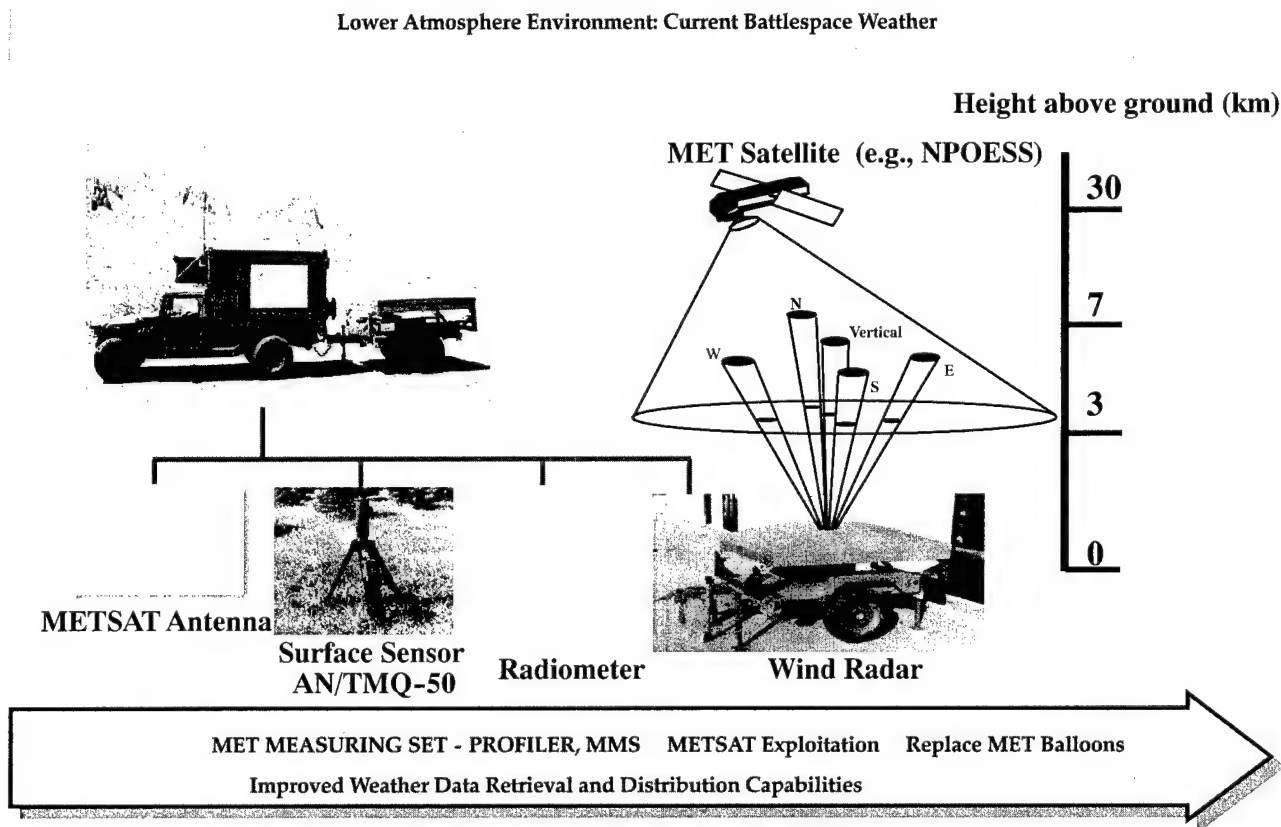 Lower Atmosphere Environment: Current Battlespace Weather
Height above ground (km)
MET Satellite (e.g., NPOESS)
30
7
3
0
N
Vertical
W
E
S
METSAT Antenna
Surface Sensor
AN/TMQ-50
Radiometer
Wind Radar
MET MEASURING SET - PROFILER, MMS METSAT Exploitation Replace MET Balloons
Improved Weather Data Retrieval and Distribution Capabilities